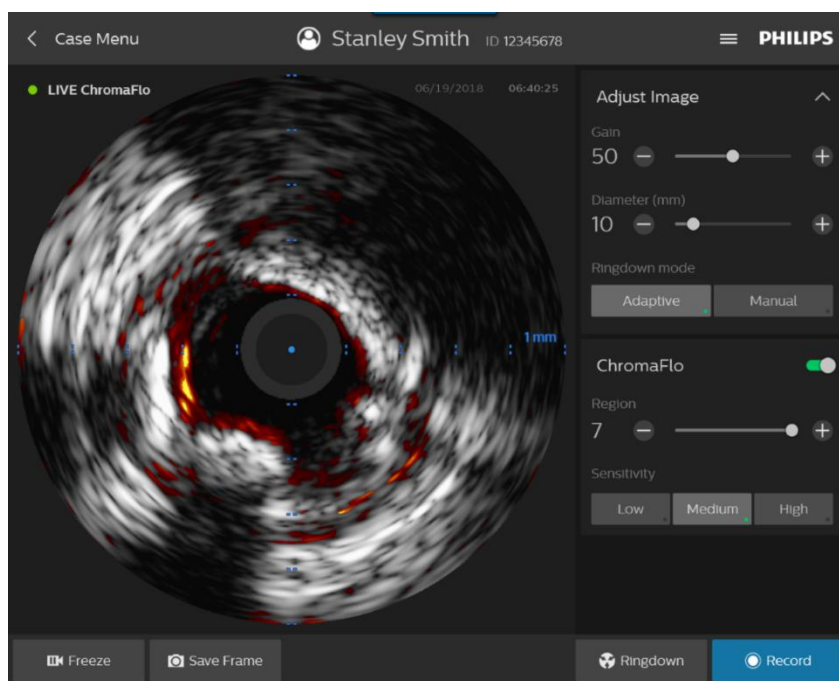 Case Menu
Stanley Smith ID 12345678
PHILIPS
LIVE ChromaFlo
06/19/2018 06:40:25
1 mm
Adjust Image
Gain
50
Diameter (mm)
10
Ringdown mode
Adaptive Manual
ChromaFlo
Region
7
Sensitivity
Low Medium High
Freeze
Save Frame
Ringdown
Record